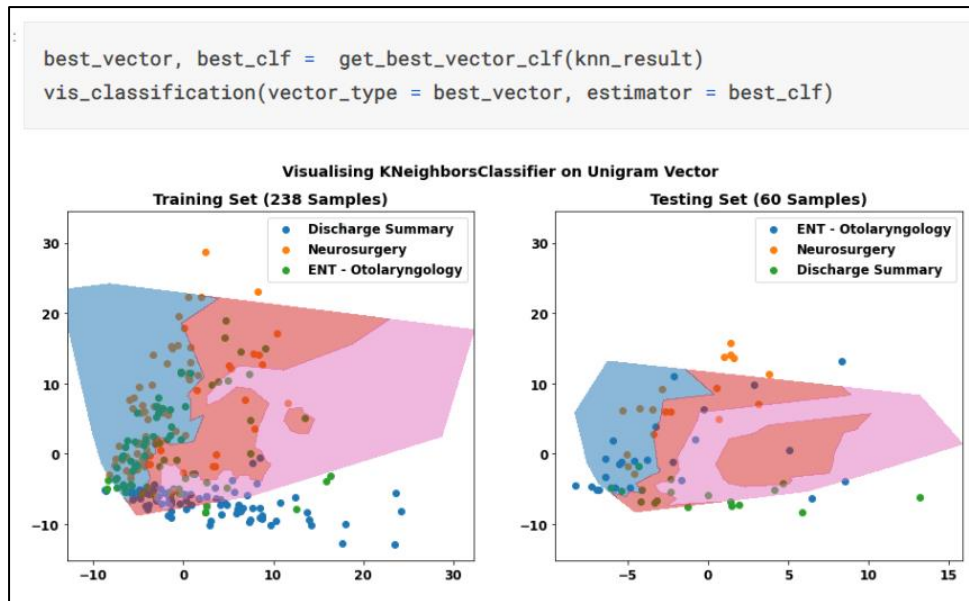 :
best_vector, best_clf =  get_best_vector_clf(knn_result)
vis_classification(vector_type = best_vector, estimator = best_clf)
Visualising KNeighborsClassifier on Unigram Vector
Training Set (238 Samples)
Discharge Summary
Neurosurgery
ENT - Otolaryngology
30
20
10
0
−10
−10
0
10
20
30
Testing Set (60 Samples)
ENT - Otolaryngology
Neurosurgery
Discharge Summary
30
20
10
0
−10
−5
0
5
10
15